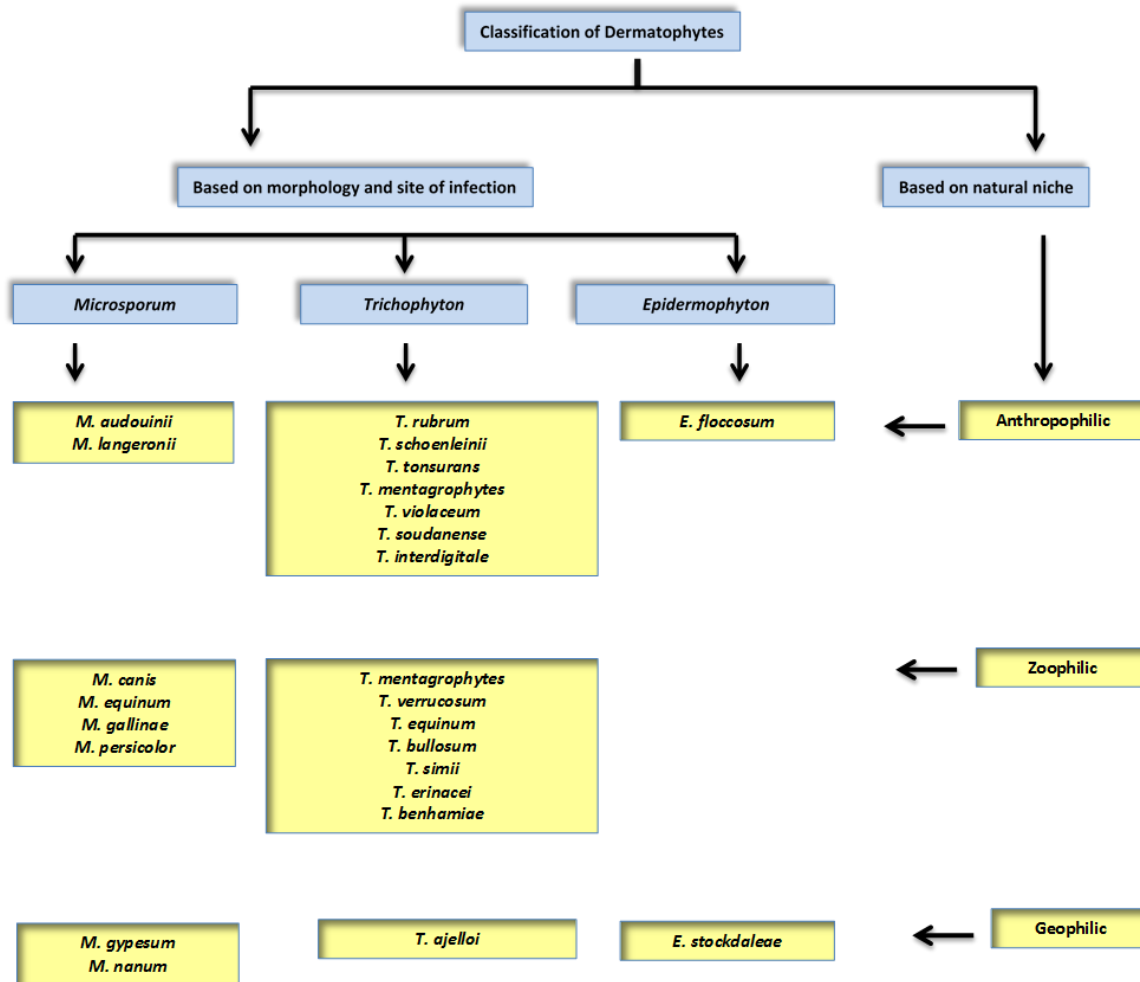 Classification of Dermatophytes
Based on morphology and site of infection
Based on natural niche
Microsporum
Trichophyton
Epidermophyton
M. audouinii
M. langeronii
T. rubrum
T. schoenleinii
T. tonsurans
T. mentagrophytes
T. violaceum
T. soudanense
T. interdigitale
E. floccosum
Anthropophilic
M. canis
M. equinum
M. gallinae
M. persicolor
T. mentagrophytes
T. verrucosum
T. equinum
T. bullosum
T. simii
T. erinacei
T. benhamiae
Zoophilic
M. gypesum
M. nanum
T. ajelloi
E. stockdaleae
Geophilic